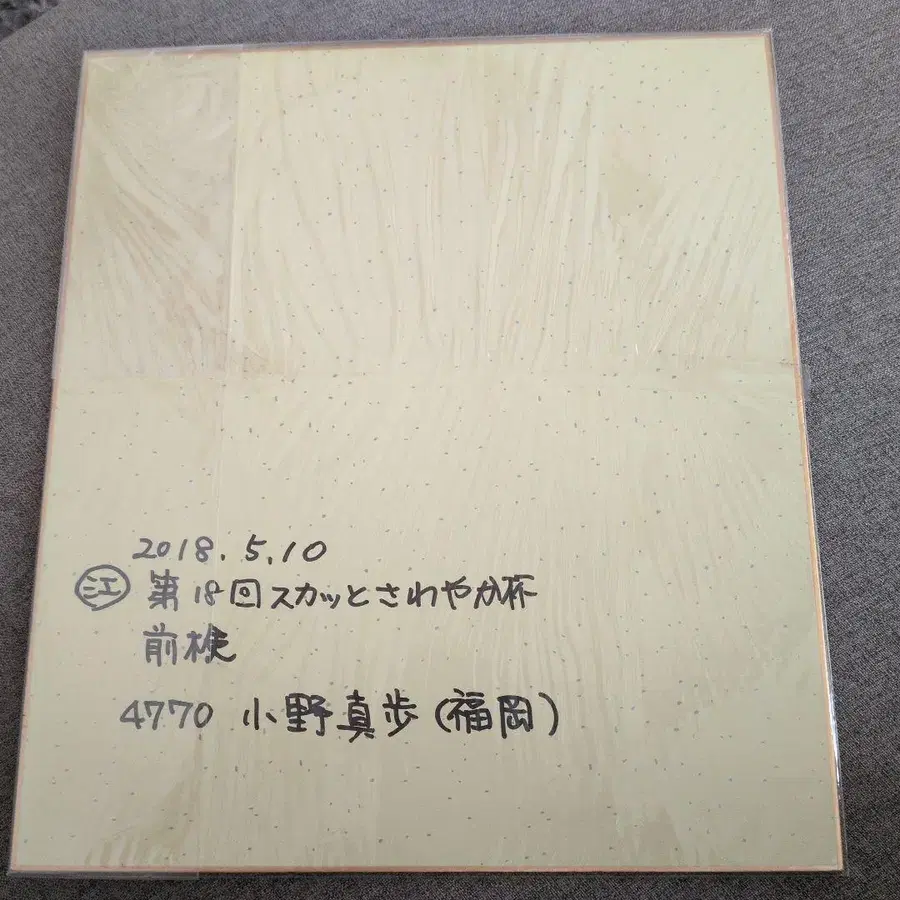 2018.5.10
江 第18回スカッとさわやか杯
前検
4770 小野真歩(福岡)